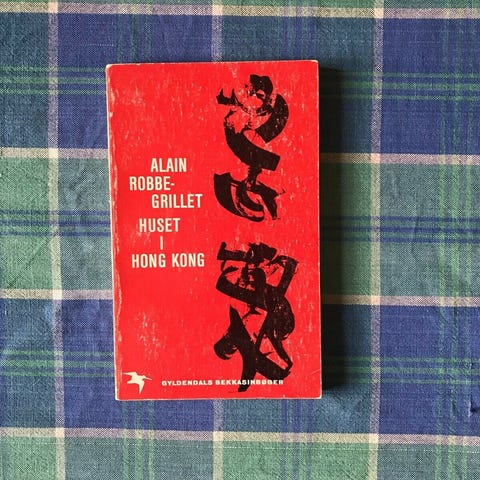 ALAIN
ROBBE-
GRILLET
HUSET
I
HONG KONG
GYLDENDALS BEKKASINBØGER